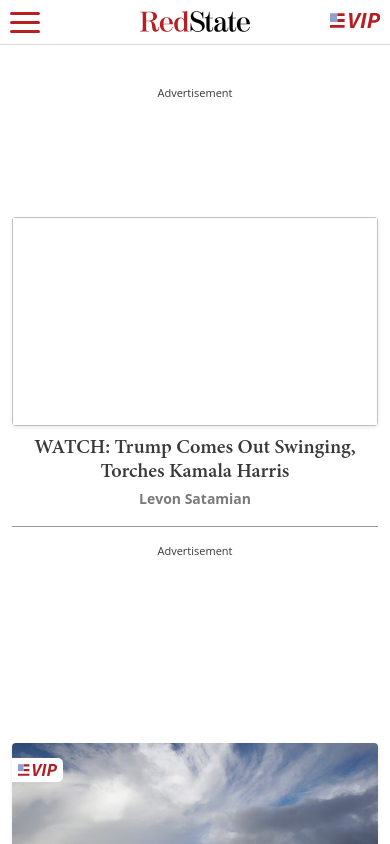 RedState
VIP
Advertisement
WATCH: Trump Comes Out Swinging,
Torches Kamala Harris
Levon Satamian
Advertisement
VIP